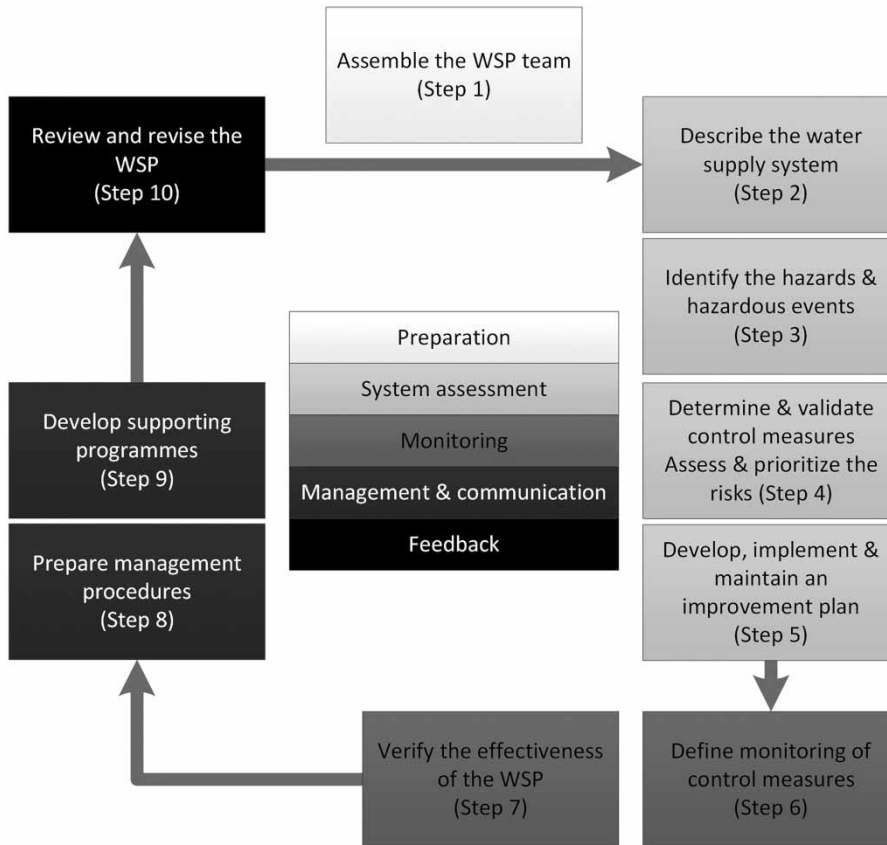 Assemble the WSP team
(Step 1)
Review and revise the
WSP
(Step 10)
Describe the water
supply system
(Step 2)
Identify the hazards &
hazardous events
(Step 3)
Preparation
System assessment
Monitoring
Management & communication
Feedback
Develop supporting
programmes
(Step 9)
Determine & validate
control measures
Assess & prioritize the
risks (Step 4)
Prepare management
procedures
(Step 8)
Develop, implement &
maintain an
improvement plan
(Step 5)
Verify the effectiveness
of the WSP
(Step 7)
Define monitoring of
control measures
(Step 6)